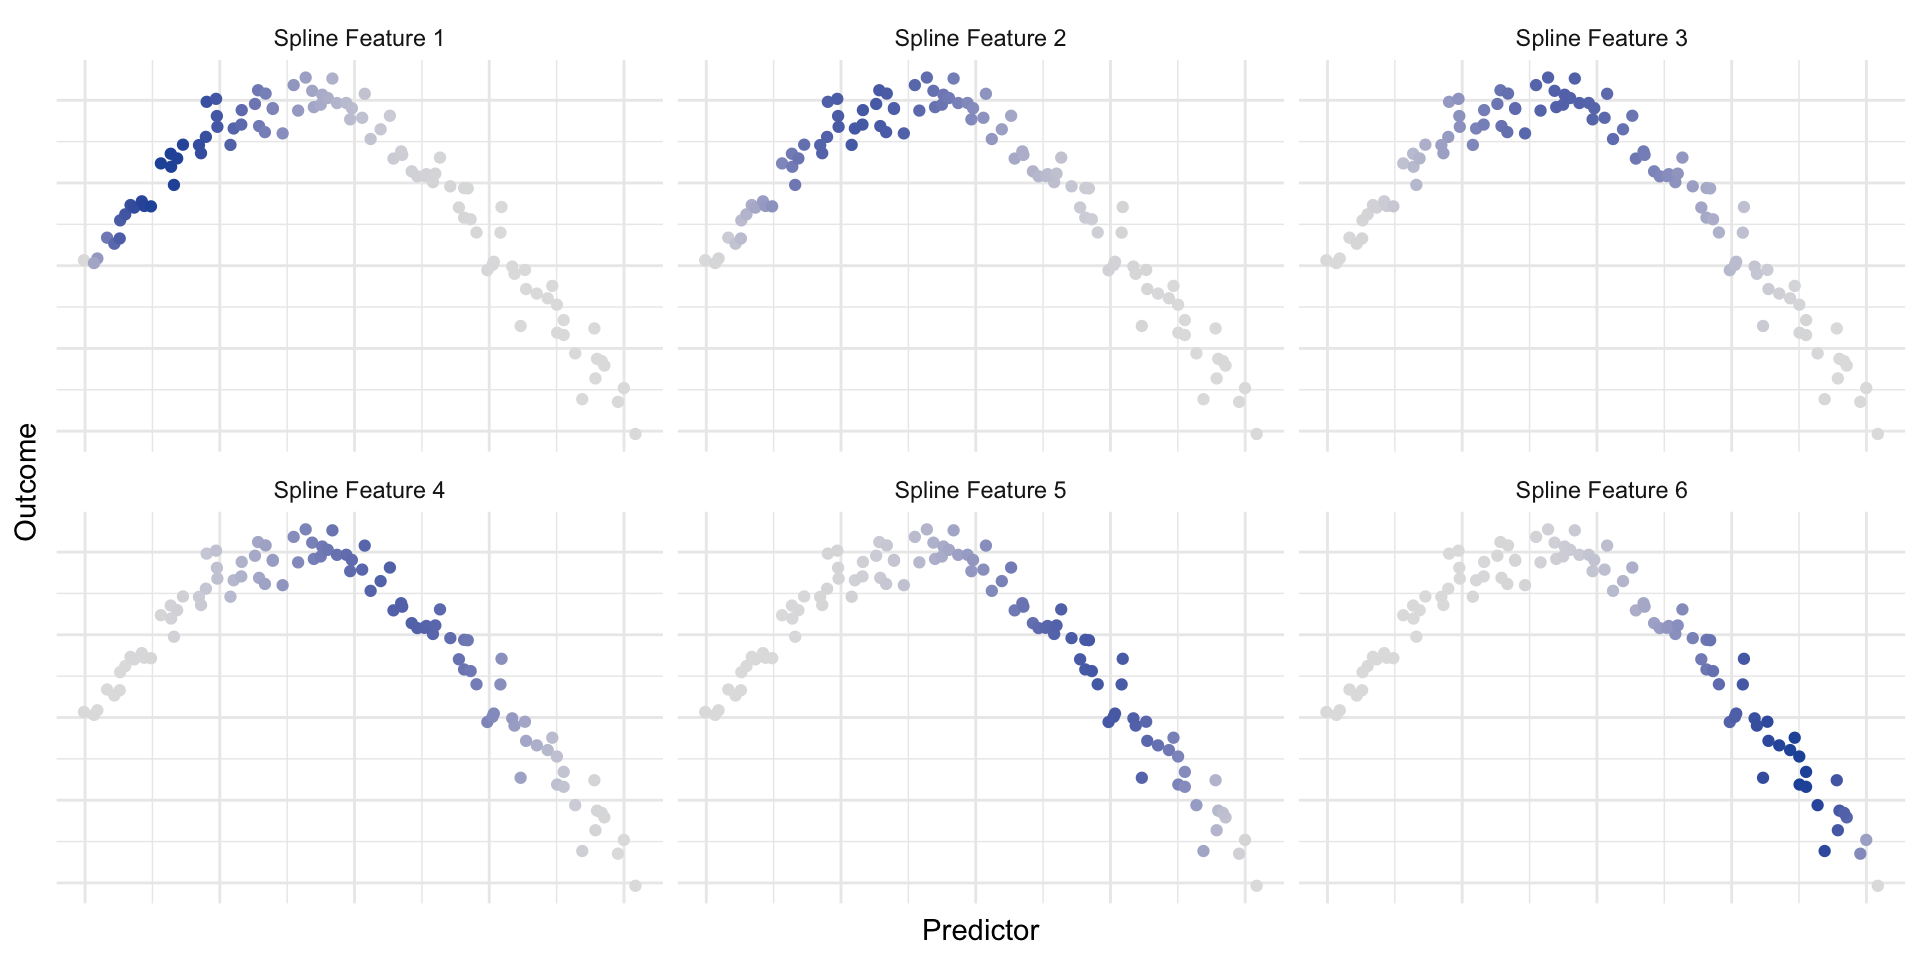 Spline Feature 1
Spline Feature 2
Spline Feature 3
Outcome
Spline Feature 4
Spline Feature 5
Spline Feature 6
Predictor